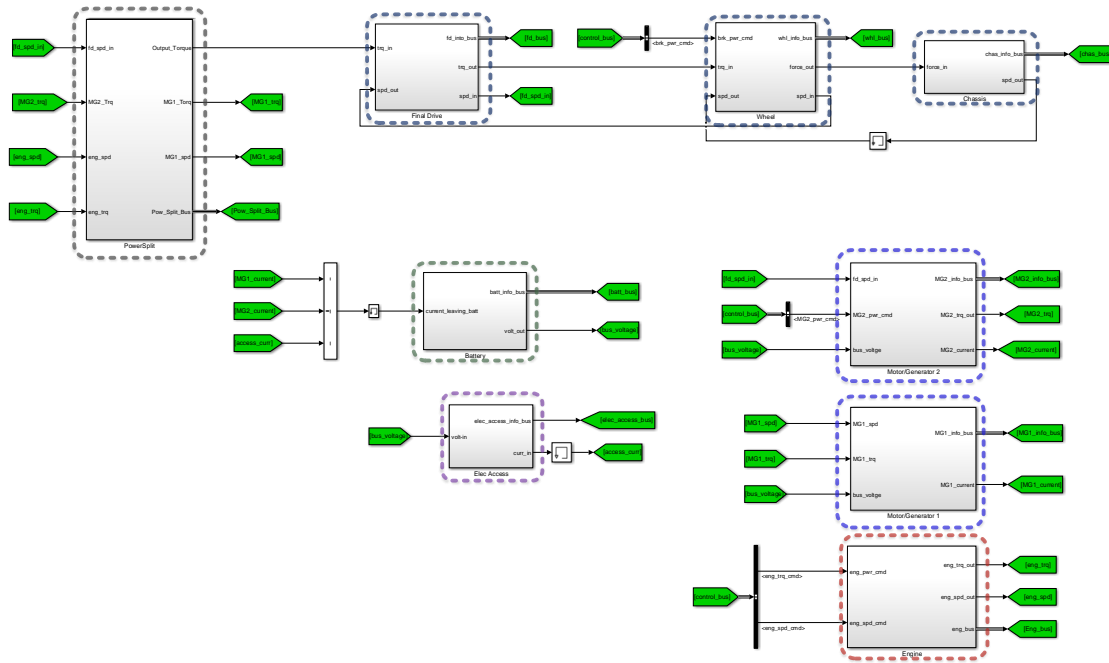 [fd_spd_in]
[MG2_trq]
[eng_spd]
[eng_trq]
fd_spd_in
MG2_Trq
eng_spd
eng_trq
Output_Torque
MG1_Torq
MG1_spd
Pow_Split_Bus
PowerSplit
[MG1_trq]
[MG1_spd]
[Pow_Split_Bus]
trq_in
spd_out
fd_info_bus
trq_out
spd_in
Final Drive
[fd_bus]
[fd_spd_in]
[control_bus]
<brk_pwr_cmd>
brk_pwr_cmd
trq_in
spd_out
whl_info_bus
force_out
spd_in
Wheel
[whl_bus]
force_in
chas_info_bus
spd_out
Chassis
[chas_bus]
[MG1_current]
[MG2_current]
[access_curr]
current_leaving_batt
batt_info_bus
volt_out
Battery
[batt_bus]
[bus_voltage]
[bus_voltage]
volt-in
elec_access_info_bus
curr_in
Elec Access
[elec_access_bus]
[access_curr]
[fd_spd_in]
[control_bus]
[bus_voltage]
<MG2_pwr_cmd>
fd_spd_in
MG2_pwr_cmd
bus_voltge
MG2_info_bus
MG2_trq_out
MG2_current
Motor/Generator 2
[MG2_info_bus]
[MG2_trq]
[MG2_current]
[MG1_spd]
[MG1_trq]
[bus_voltage]
MG1_spd
MG1_trq
bus_voltge
MG1_info_bus
MG1_current
Motor/Generator 1
[MG1_info_bus]
[MG1_current]
[control_bus]
<eng_trq_cmd>
<eng_spd_cmd>
eng_pwr_cmd
eng_spd_cmd
eng_trq_out
eng_spd_out
eng_bus
Engine
[eng_trq]
[eng_spd]
[Eng_bus]